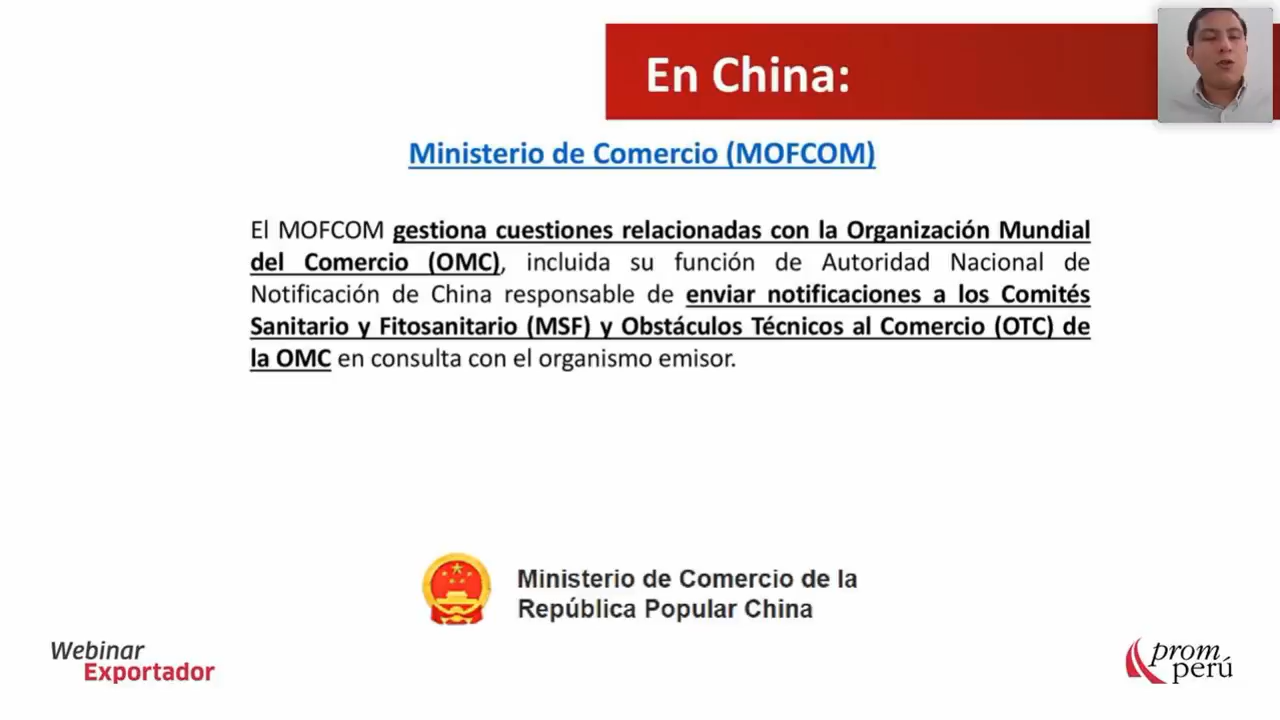 En China:
Ministerio de Comercio (MOFCOM)
El MOFCOM gestiona cuestiones relacionadas con la Organización Mundial
del Comercio (OMC), incluida su función de Autoridad Nacional de
Notificación de China responsable de enviar notificaciones a los Comités
Sanitario y Fitosanitario (MSF) y Obstáculos Técnicos al Comercio (OTC) de
la OMC en consulta con el organismo emisor.
Ministerio de Comercio de la
República Popular China
Webinar
Exportador
prom
perú